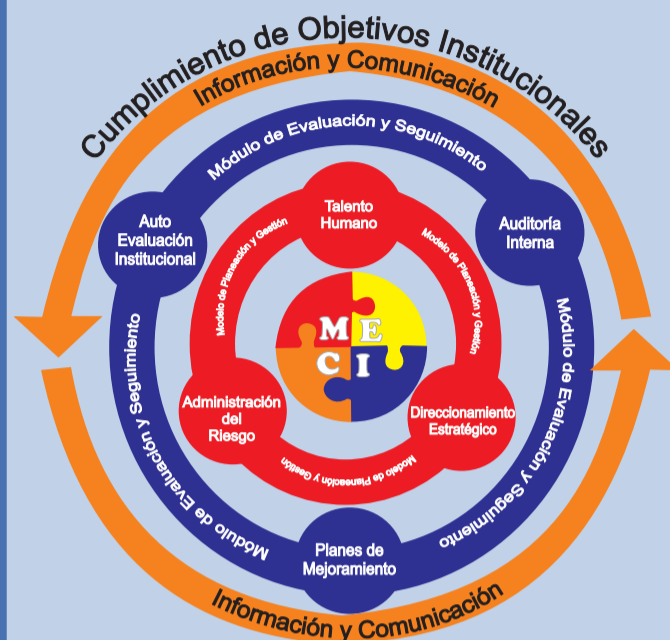 Cumplimiento de Objetivos Institucionales
Información y Comunicación
Módulo de Evaluación y Seguimiento
Auto
Evaluación
Institucional
Talento
Humano
Auditoría
Interna
Modelo de Planeación y Gestión
Modelo de Planeación y Gestión
M E
C I
Módulo de Evaluación y Seguimiento
Módulo de Evaluación y Seguimiento
Administración
del
Riesgo
Direccionamiento
Estratégico
Modelo de Planeación y Gestión
Planes de
Mejoramiento
Información y Comunicación